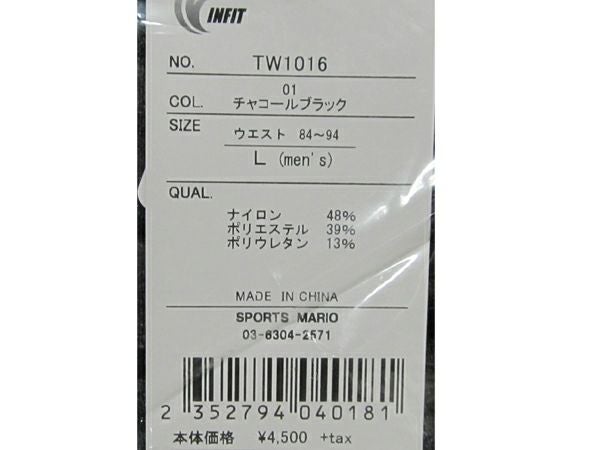 INFIT
NO. TW1016
01
COL. チャコールブラック
SIZE ウエスト 84〜94
L (men's)
QUAL.
ナイロン 48%
ポリエステル 39%
ポリウレタン 13%
MADE IN CHINA
SPORTS MARIO
03-6304-2571
2 352794 040181
本体価格 ¥4,500 +tax